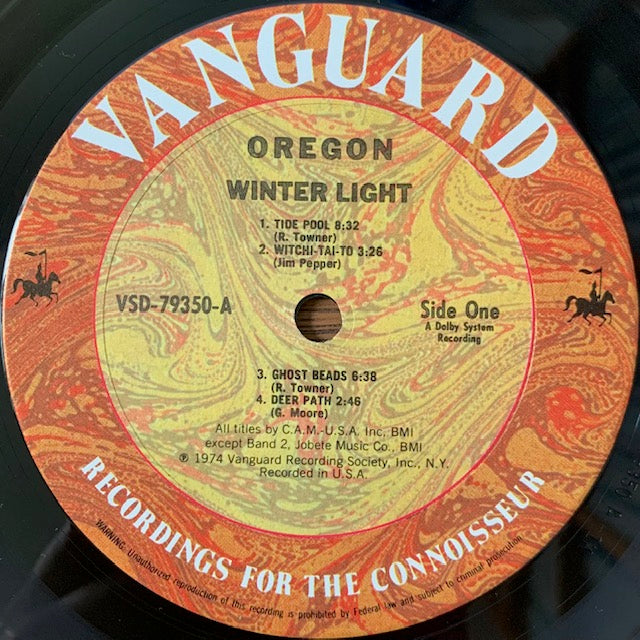 VANGUARD
OREGON
WINTER LIGHT
1. TIDE POOL 8:32
(R. Towner)
2. WITCHI-TAI-TO 3:26
(Jim Pepper)
VSD-79350-A
Side One
A Dolby System
Recording
3. GHOST BEADS 6:38
(R. Towner)
4. DEER PATH 2:46
(G. Moore)
All titles by C.A.M.-U.S.A. Inc, BMI
except Band 2, Jobete Music Co., BMI
℗ 1974 Vanguard Recording Society, Inc., N.Y.
Recorded in U.S.A.
RECORDINGS FOR THE CONNOISSEUR
WARNING: Unauthorized reproduction of this recording is prohibited by Federal law and subject to criminal prosecution